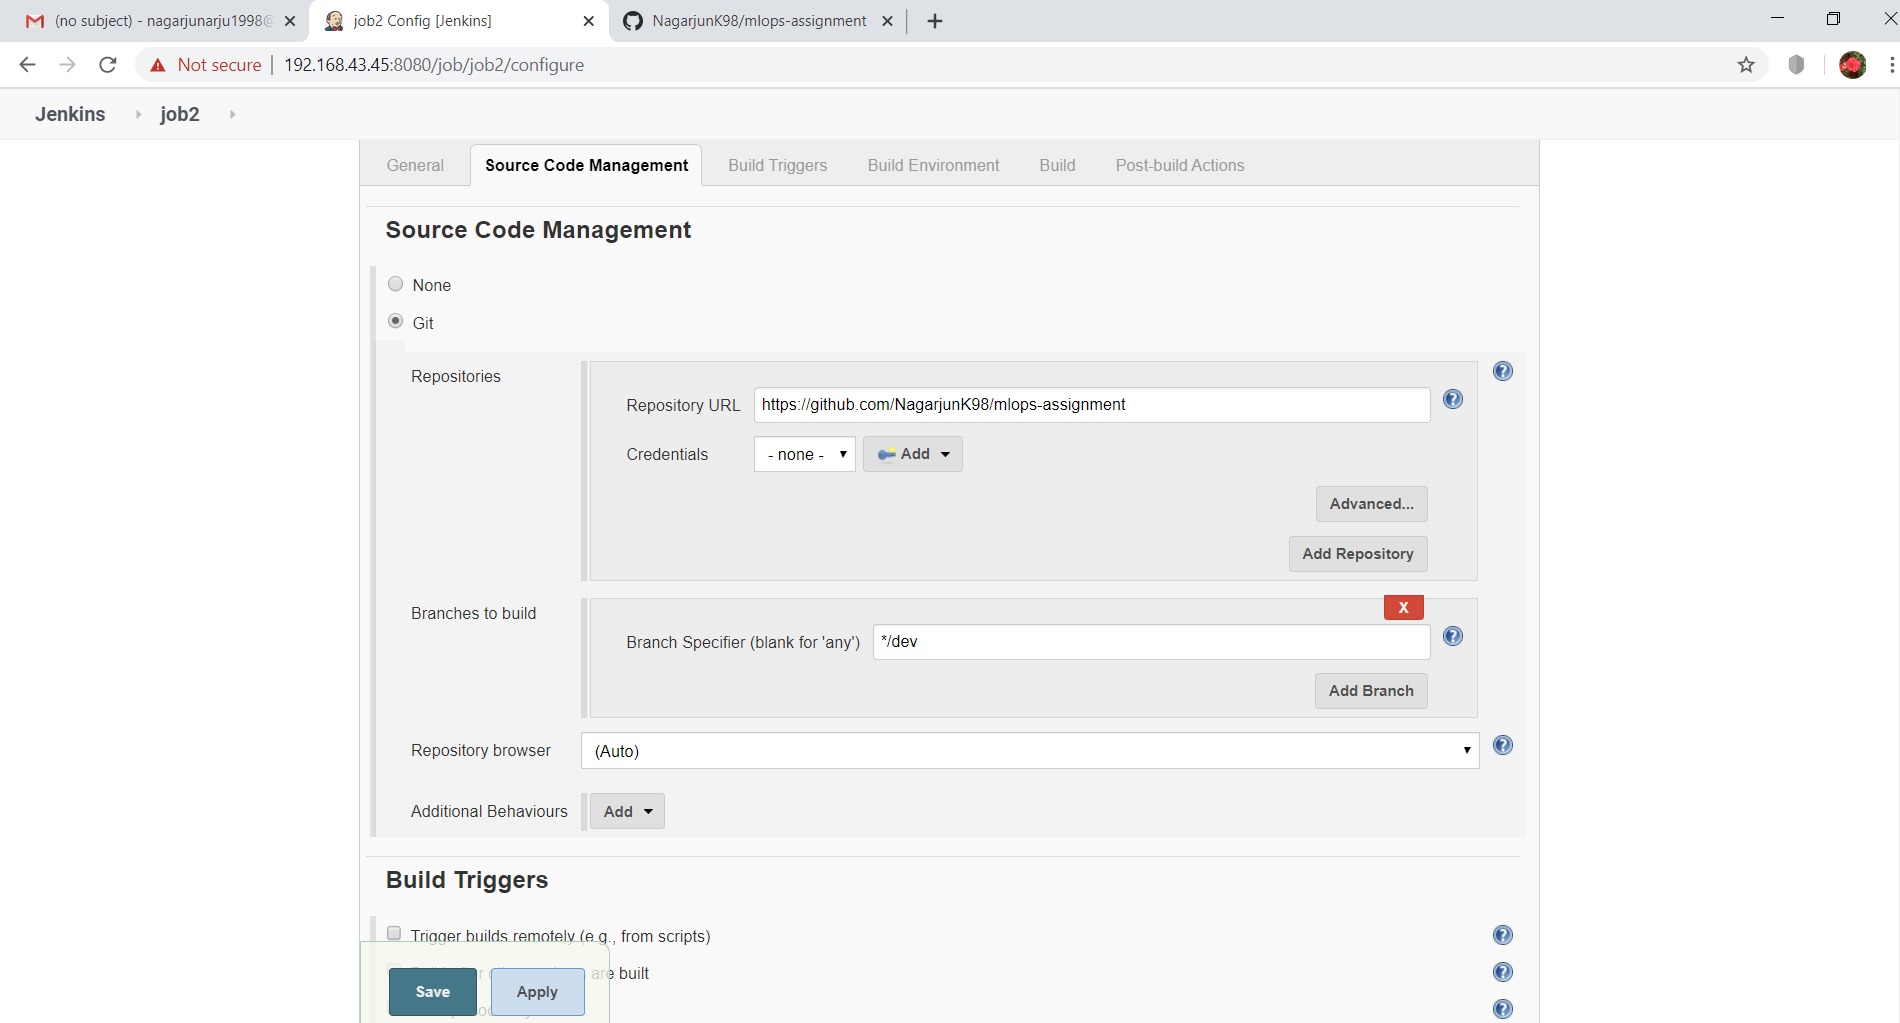 (no subject) - nagarjunarju1998@
job2 Config [Jenkins]
NagarjunK98/mlops-assignment
Not secure
192.168.43.45:8080/job/job2/configure
Jenkins
job2
General
Source Code Management
Build Triggers
Build Environment
Build
Post-build Actions
Source Code Management
None
Git
Repositories
Repository URL
https://github.com/NagarjunK98/mlops-assignment
Credentials
- none -
Add
Advanced...
Add Repository
Branches to build
X
Branch Specifier (blank for 'any')
*/dev
Add Branch
Repository browser
(Auto)
Additional Behaviours
Add
Build Triggers
Trigger builds remotely (e.g., from scripts)
are built
Save
Apply